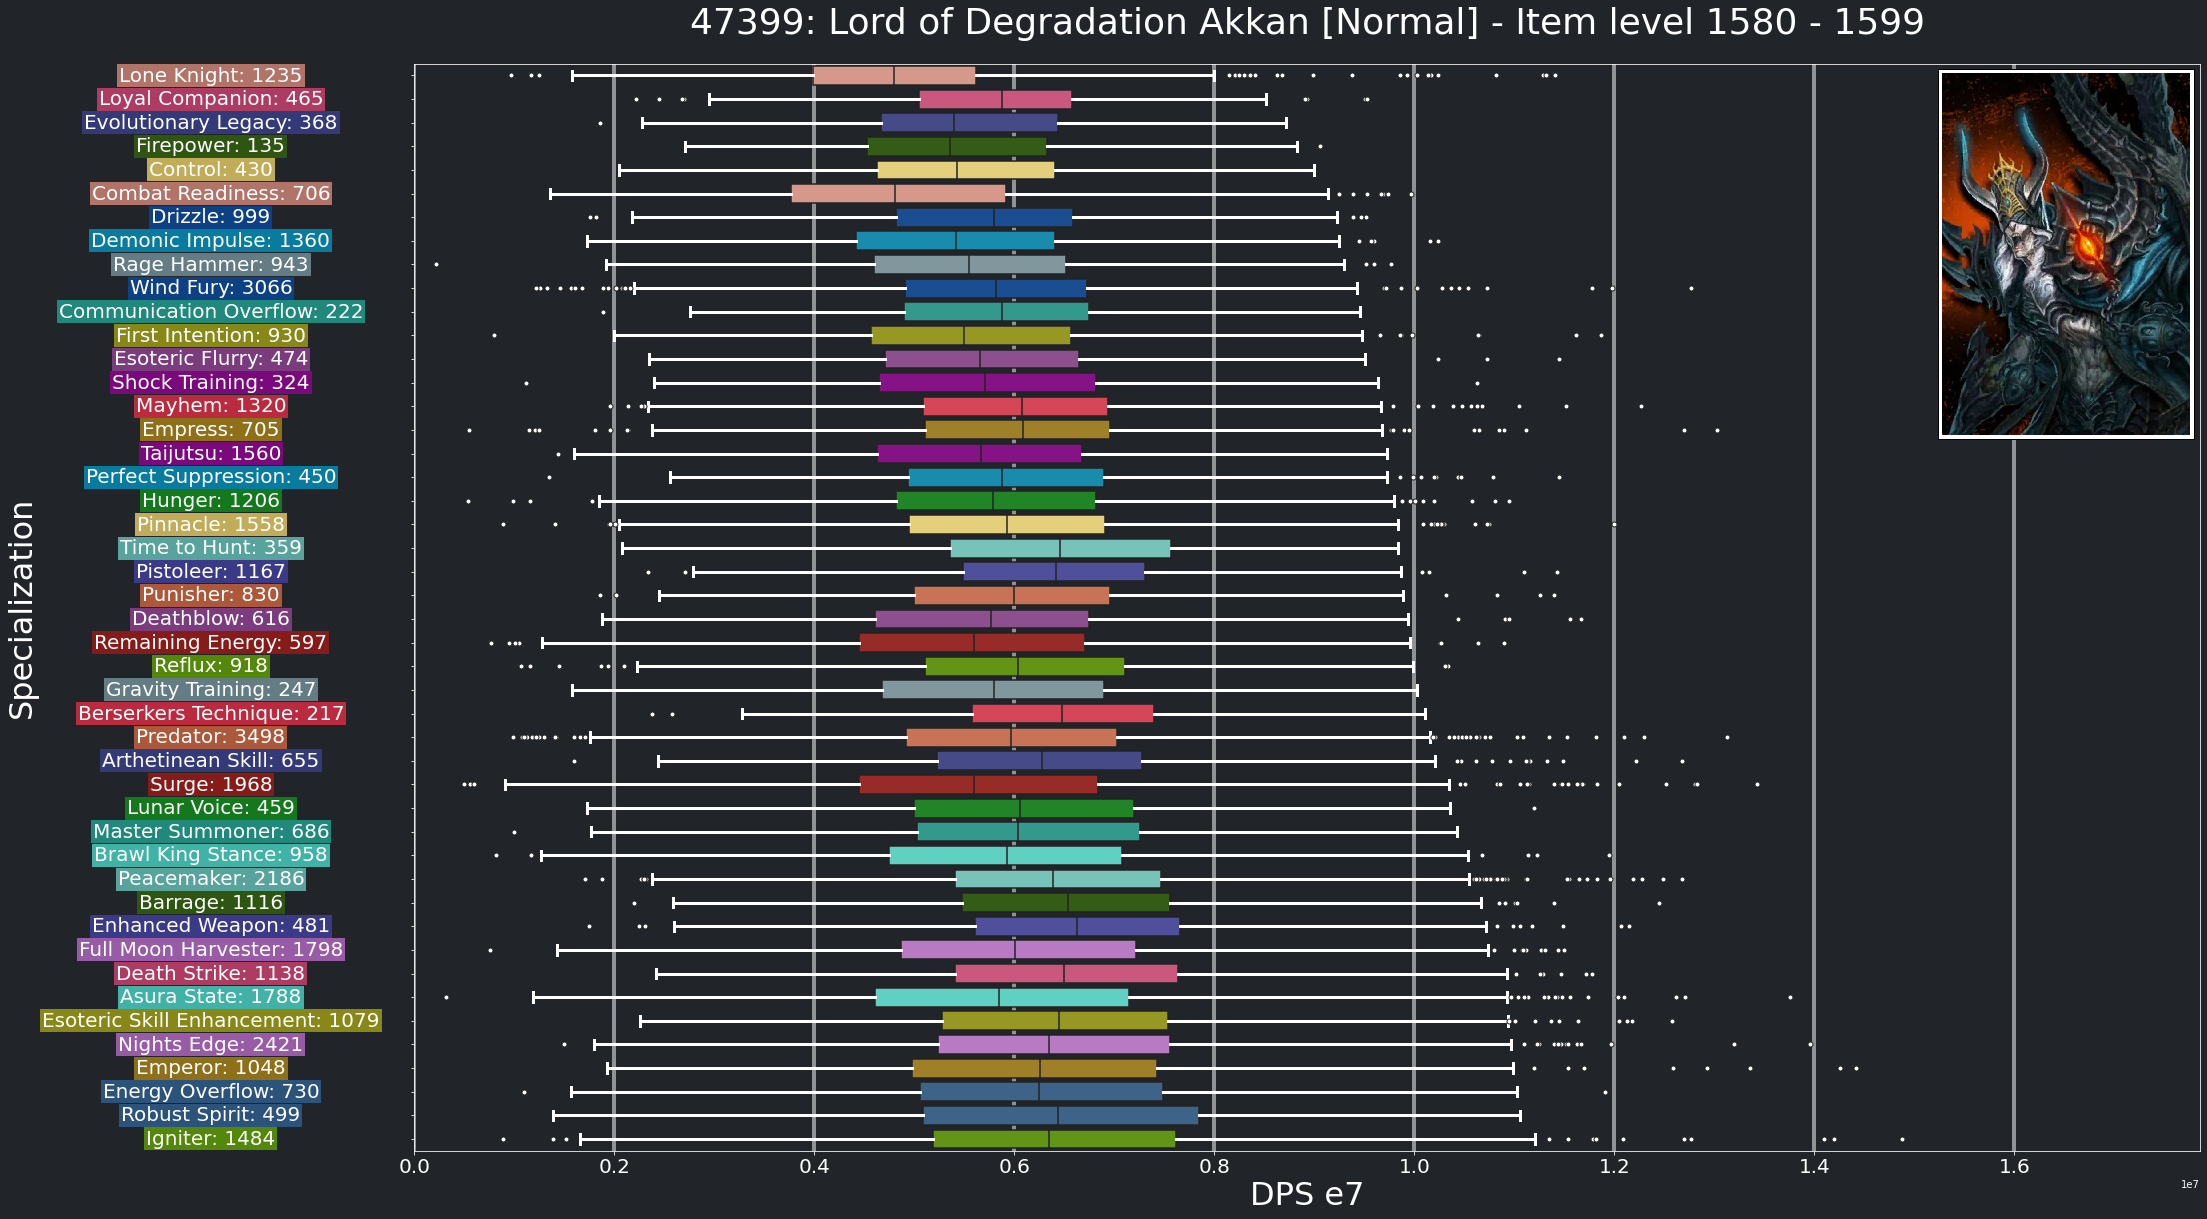 47399: Lord of Degradation Akkan [Normal] - Item level 1580 - 1599
Specialization
Lone Knight: 1235
Loyal Companion: 465
Evolutionary Legacy: 368
Firepower: 135
Control: 430
Combat Readiness: 706
Drizzle: 999
Demonic Impulse: 1360
Rage Hammer: 943
Wind Fury: 3066
Communication Overflow: 222
First Intention: 930
Esoteric Flurry: 474
Shock Training: 324
Mayhem: 1320
Empress: 705
Taijutsu: 1560
Perfect Suppression: 450
Hunger: 1206
Pinnacle: 1558
Time to Hunt: 359
Pistoleer: 1167
Punisher: 830
Deathblow: 616
Remaining Energy: 597
Reflux: 918
Gravity Training: 247
Berserkers Technique: 217
Predator: 3498
Arthetinean Skill: 655
Surge: 1968
Lunar Voice: 459
Master Summoner: 686
Brawl King Stance: 958
Peacemaker: 2186
Barrage: 1116
Enhanced Weapon: 481
Full Moon Harvester: 1798
Death Strike: 1138
Asura State: 1788
Esoteric Skill Enhancement: 1079
Nights Edge: 2421
Emperor: 1048
Energy Overflow: 730
Robust Spirit: 499
Igniter: 1484
0.0 0.2 0.4 0.6 0.8 1.0 1.2 1.4 1.6
DPS e7
1e7